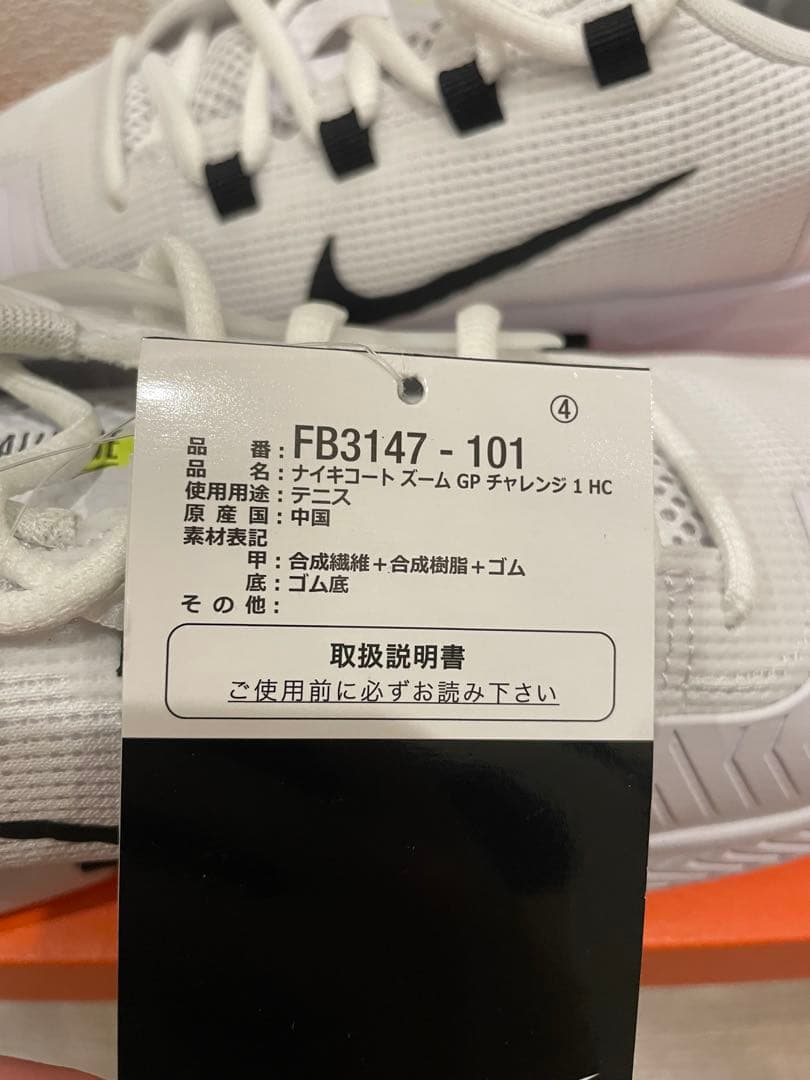 ④
品 番：FB3147 - 101
品 名：ナイキコート ズーム GP チャレンジ 1 HC
使用用途：テニス
原 産 国：中国
素材表記
甲：合成繊維＋合成樹脂＋ゴム
底：ゴム底
そ の 他：
取扱説明書
ご使用前に必ずお読み下さい